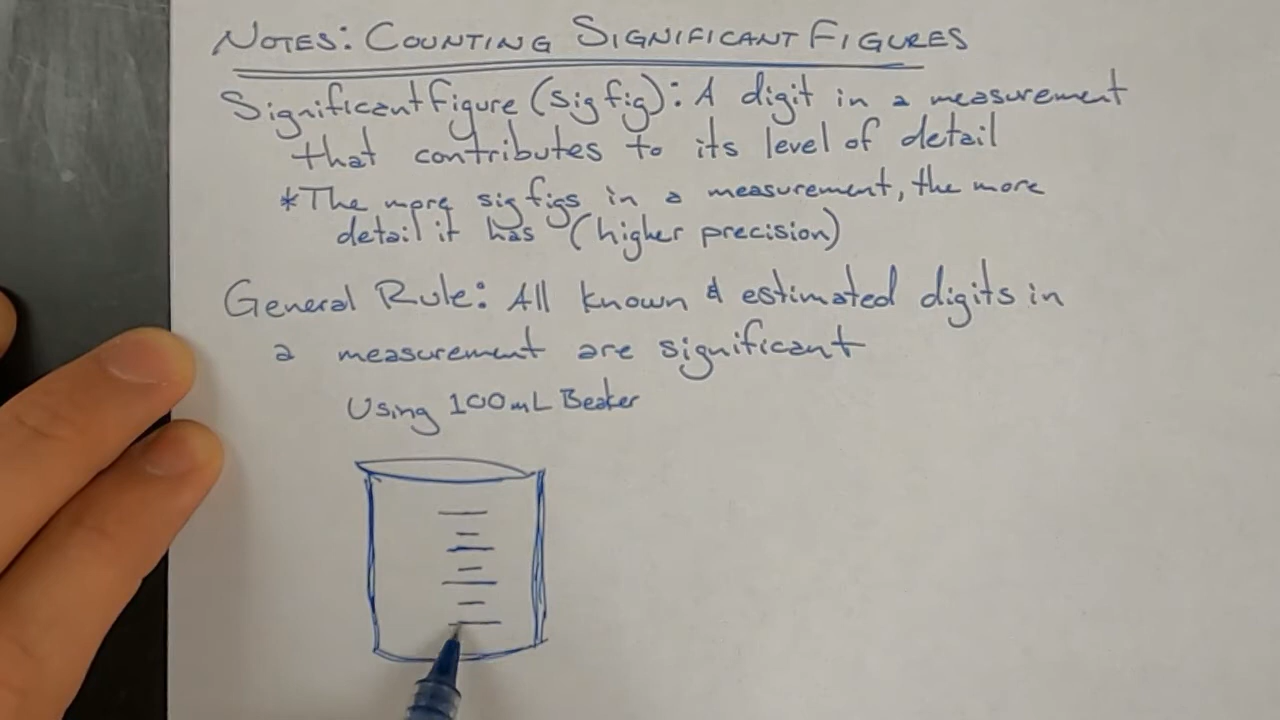 NOTES: COUNTING SIGNIFICANT FIGURES
Significant Figure (sig fig): A digit in a measurement
that contributes to its level of detail
*The more sig figs in a measurement, the more
detail it has (higher precision)
General Rule: All known & estimated digits in
a measurement are significant
Using 100mL Beaker